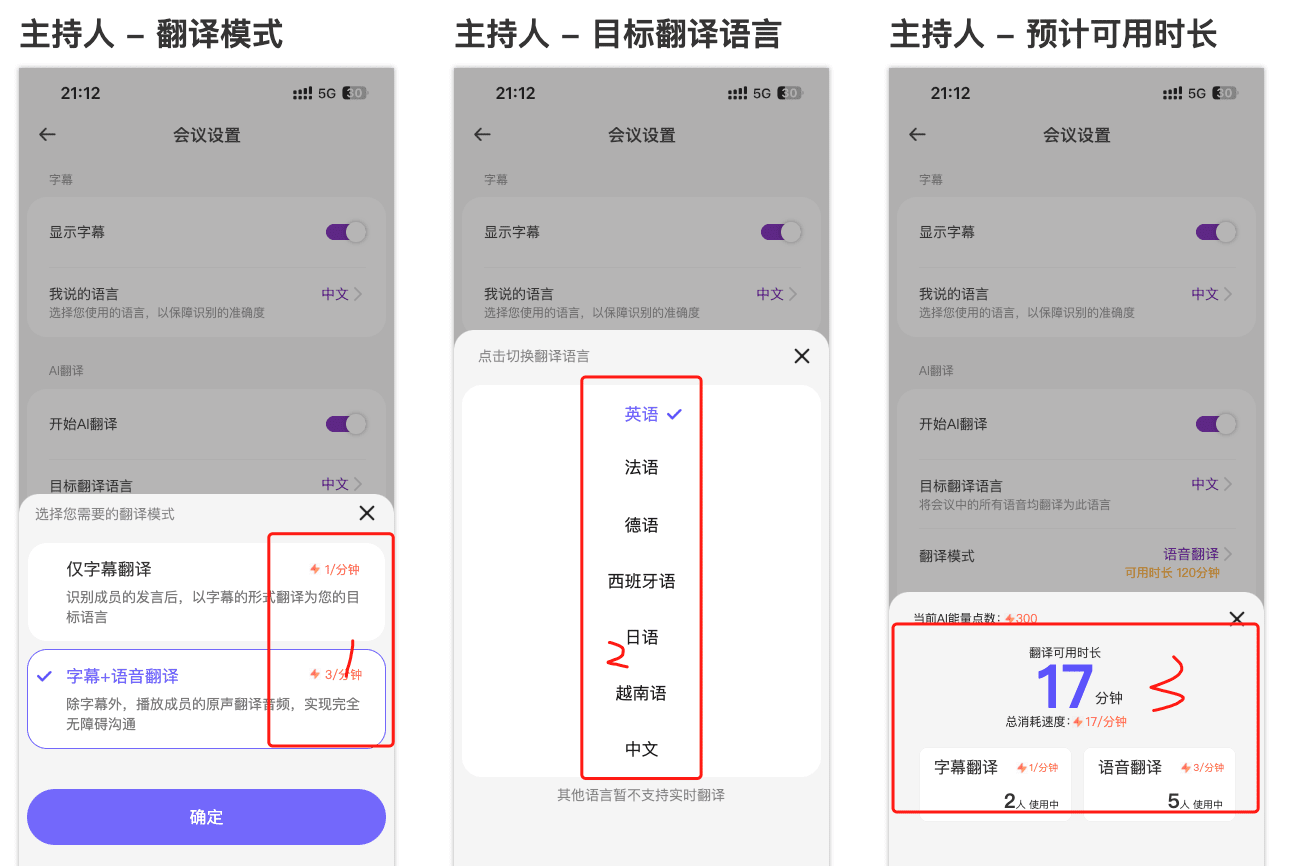 主持人 – 翻译模式
21:12
5G
30
会议设置
字幕
显示字幕
我说的语言
中文
选择您使用的语言，以保障识别的准确度
AI翻译
开始AI翻译
目标翻译语言
中文
选择您需要的翻译模式
仅字幕翻译
1/分钟
识别成员的发言后，以字幕的形式翻译为您的目
标语言
字幕+语音翻译
3/分钟
除字幕外，播放成员的原声翻译音频，实现完全
无障碍沟通
1
确定
主持人 – 目标翻译语言
21:12
5G
30
会议设置
字幕
显示字幕
我说的语言
中文
选择您使用的语言，以保障识别的准确度
点击切换翻译语言
英语
法语
德语
西班牙语
日语
2
越南语
中文
其他语言暂不支持实时翻译
主持人 – 预计可用时长
21:12
5G
30
会议设置
字幕
显示字幕
我说的语言
中文
选择您使用的语言，以保障识别的准确度
AI翻译
开始AI翻译
目标翻译语言
中文
将会议中的所有语音均翻译为此语言
翻译模式
语音翻译
可用时长 120分钟
当前AI能量点数：300
翻译可用时长
17分钟
3
总消耗速度：17/分钟
字幕翻译
1/分钟
2人 使用中
语音翻译
3/分钟
5人 使用中